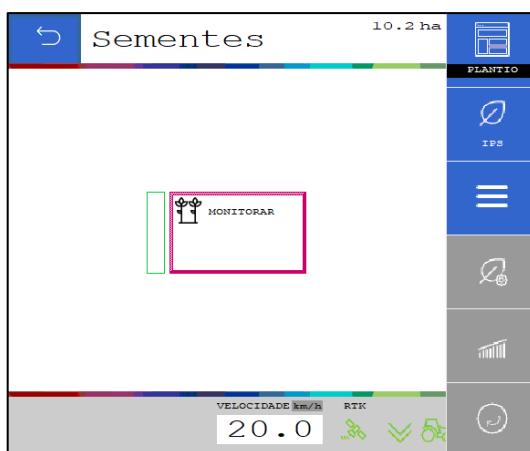 Sementes
10.2 ha
PLANTIO
IPS
MONITORAR
VELOCIDADE km/h
RTK
20.0